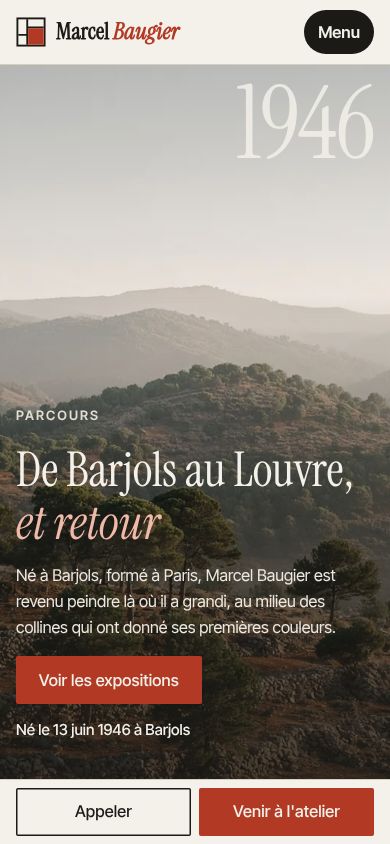 Marcel Baugier
Menu
1946
PARCOURS
De Barjols au Louvre,
et retour
Né à Barjols, formé à Paris, Marcel Baugier est
revenu peindre là où il a grandi, au milieu des
collines qui ont donné ses premières couleurs.
Voir les expositions
Né le 13 juin 1946 à Barjols
Appeler
Venir à l'atelier